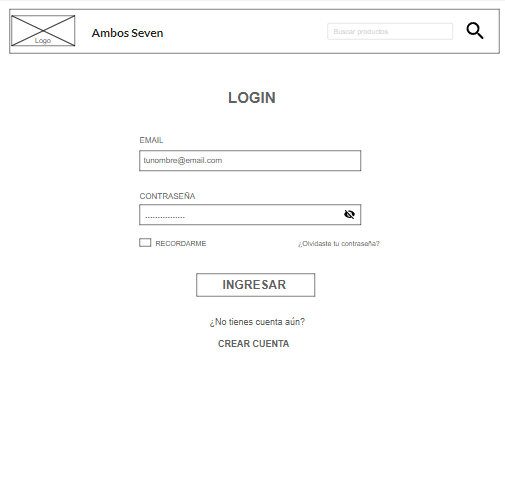 Logo
Ambos Seven
Buscar productos
LOGIN
EMAIL
tunombre@email.com
CONTRASEÑA
................
RECORDARME
¿Olvidaste tu contraseña?
INGRESAR
¿No tienes cuenta aún?
CREAR CUENTA